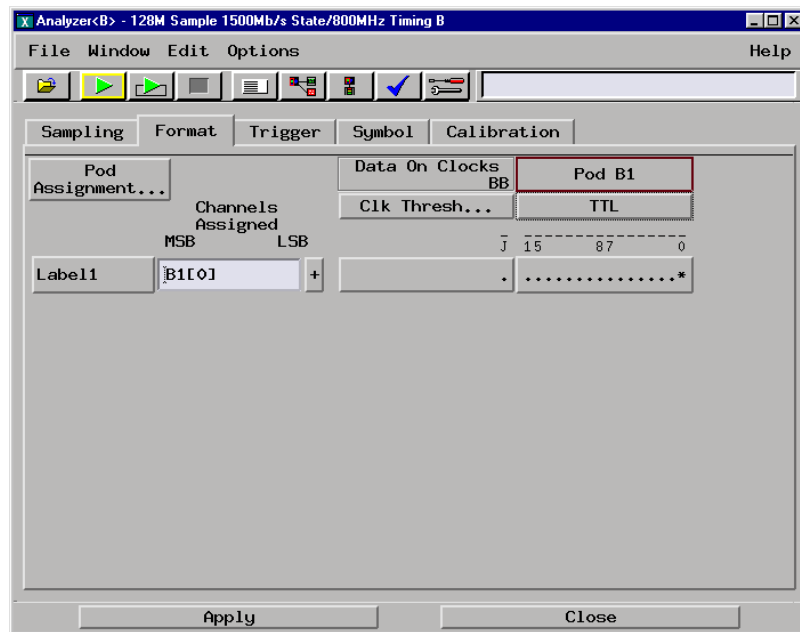 Analyzer<B> - 128M Sample 1500Mb/s State/800MHz Timing B
File Window Edit Options Help
Sampling Format Trigger Symbol Calibration
Pod Assignment...
Data On Clocks BB
Pod B1
Clk Thresh...
TTL
Channels Assigned
MSB LSB
J 15 87 0
Label1 B1[0] + . ...............*
Apply Close